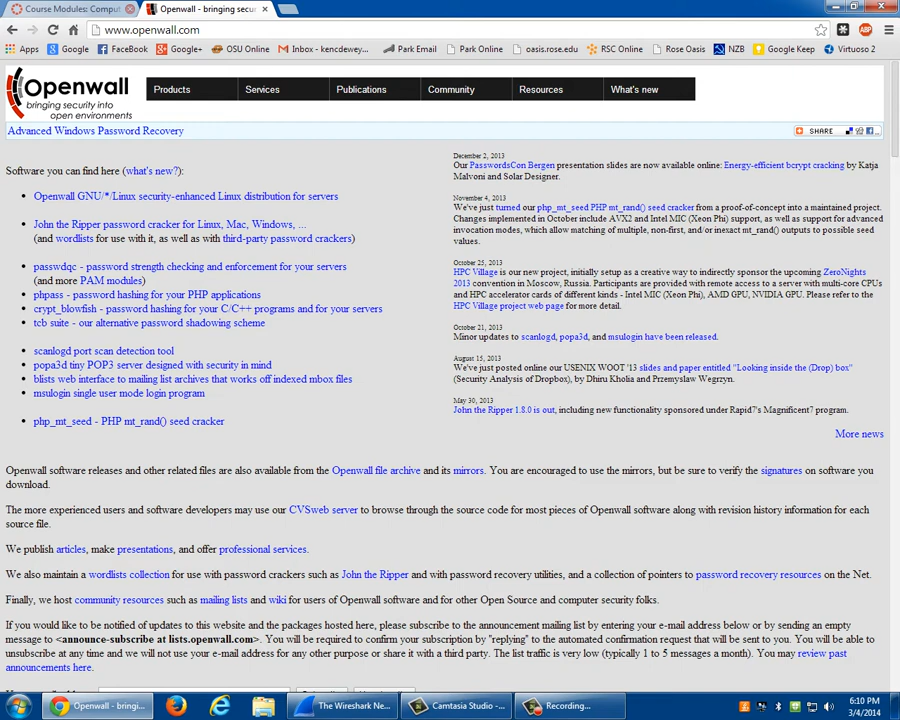 Course Modules: Comput
Openwall - bringing secur
www.openwall.com
Apps Google FaceBook Google+ OSU Online Inbox - kencdewey... Park Email Park Online oasis.rose.edu RSC Online Rose Oasis NZB Google Keep Virtuoso 2
Openwall
bringing security into
open environments
Products Services Publications Community Resources What's new
Advanced Windows Password Recovery
SHARE
Software you can find here (what's new?):
Openwall GNU/*/Linux security-enhanced Linux distribution for servers
John the Ripper password cracker for Linux, Mac, Windows, ...
(and wordlists for use with it, as well as with third-party password crackers)
passwdqc - password strength checking and enforcement for your servers
(and more PAM modules)
phpass - password hashing for your PHP applications
crypt_blowfish - password hashing for your C/C++ programs and for your servers
tcb suite - our alternative password shadowing scheme
scanlogd port scan detection tool
popa3d tiny POP3 server designed with security in mind
blists web interface to mailing list archives that works off indexed mbox files
msulogin single user mode login program
php_mt_seed - PHP mt_rand() seed cracker
December 2, 2013
Our PasswordsCon Bergen presentation slides are now available online: Energy-efficient bcrypt cracking by Katja
Malvoni and Solar Designer.
November 4, 2013
We've just turned our php_mt_seed PHP mt_rand() seed cracker from a proof-of-concept into a maintained project.
Changes implemented in October include AVX2 and Intel MIC (Xeon Phi) support, as well as support for advanced
invocation modes, which allow matching of multiple, non-first, and/or inexact mt_rand() outputs to possible seed
values.
October 25, 2013
HPC Village is our new project, initially setup as a creative way to indirectly sponsor the upcoming ZeroNights
2013 convention in Moscow, Russia. Participants are provided with remote access to a server with multi-core CPUs
and HPC accelerator cards of different kinds - Intel MIC (Xeon Phi), AMD GPU, NVIDIA GPU. Please refer to the
HPC Village project web page for more detail.
October 21, 2013
Minor updates to scanlogd, popa3d, and msulogin have been released.
August 15, 2013
We've just posted online our USENIX WOOT '13 slides and paper entitled "Looking inside the (Drop) box"
(Security Analysis of Dropbox), by Dhiru Kholia and Przemyslaw Wegrzyn.
May 30, 2013
John the Ripper 1.8.0 is out, including new functionality sponsored under Rapid7's Magnificent7 program.
More news
Openwall software releases and other related files are also available from the Openwall file archive and its mirrors. You are encouraged to use the mirrors, but be sure to verify the signatures on software you
download.
The more experienced users and software developers may use our CVSweb server to browse through the source code for most pieces of Openwall software along with revision history information for each
source file.
We publish articles, make presentations, and offer professional services.
We also maintain a wordlists collection for use with password crackers such as John the Ripper and with password recovery utilities, and a collection of pointers to password recovery resources on the Net.
Finally, we host community resources such as mailing lists and wiki for users of Openwall software and for other Open Source and computer security folks.
If you would like to be notified of updates to this website and the packages hosted here, please subscribe to the announcement mailing list by entering your e-mail address below or by sending an empty
message to <announce-subscribe at lists.openwall.com>. You will be required to confirm your subscription by "replying" to the automated confirmation request that will be sent to you. You will be able to
unsubscribe at any time and we will not use your e-mail address for any other purpose or share it with a third party. The list traffic is very low (typically 1 to 5 messages a month). You may review past
announcements here.
Openwall - bringi... The Wireshark Ne... Camtasia Studio -... Recording...
6:10 PM
3/4/2014